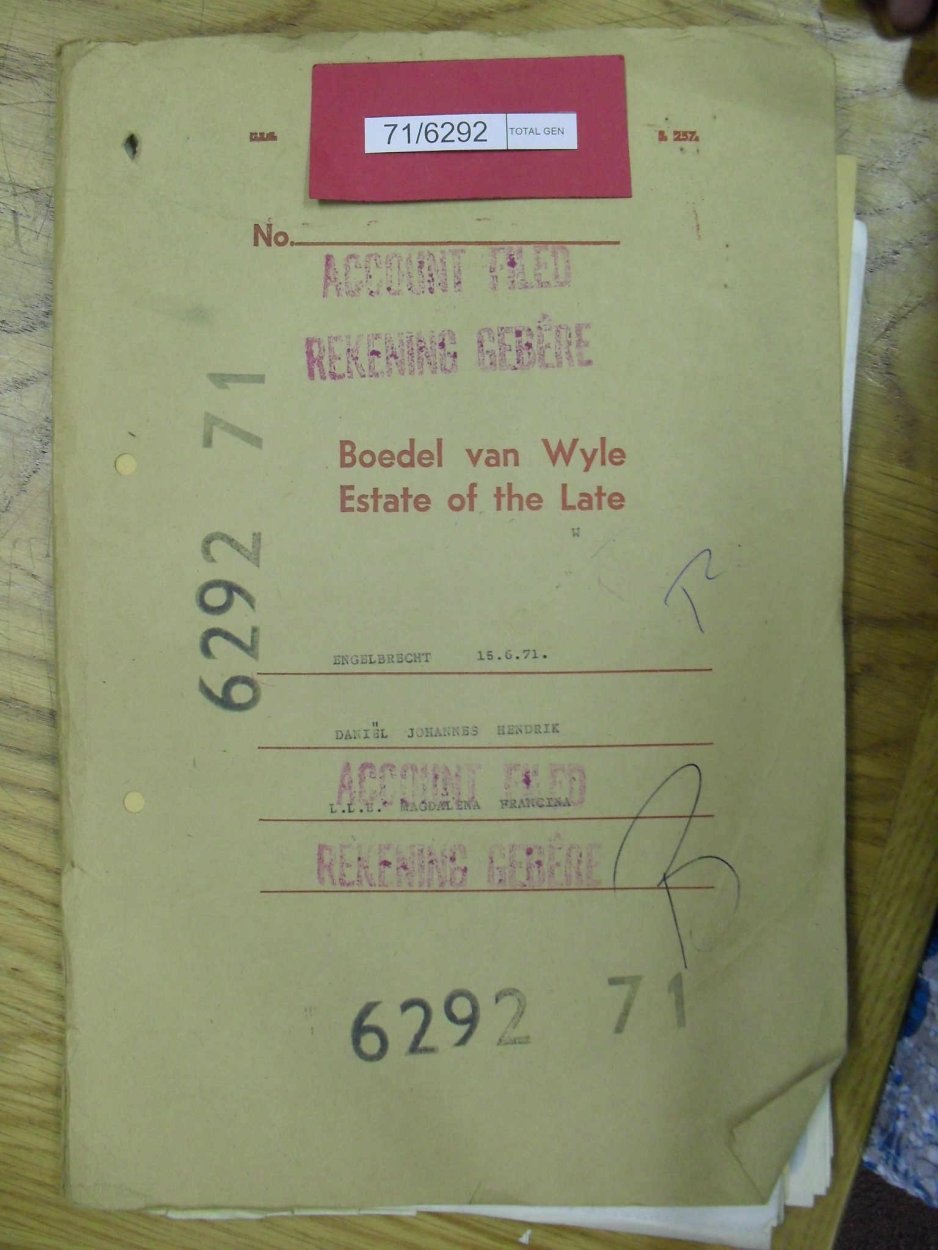 71/6292 TOTAL GEN
No.
ACCOUNT FILED
REKENING GEBÊRE
6292 71
Boedel van Wyle
Estate of the Late
W
ENGELBRECHT 15.6.71.
DANIËL JOHANNES HENDRIK
ACCOUNT FILED
L.L.U. MAGDALENA FRANCINA
REKENING GEBÊRE
6292 71